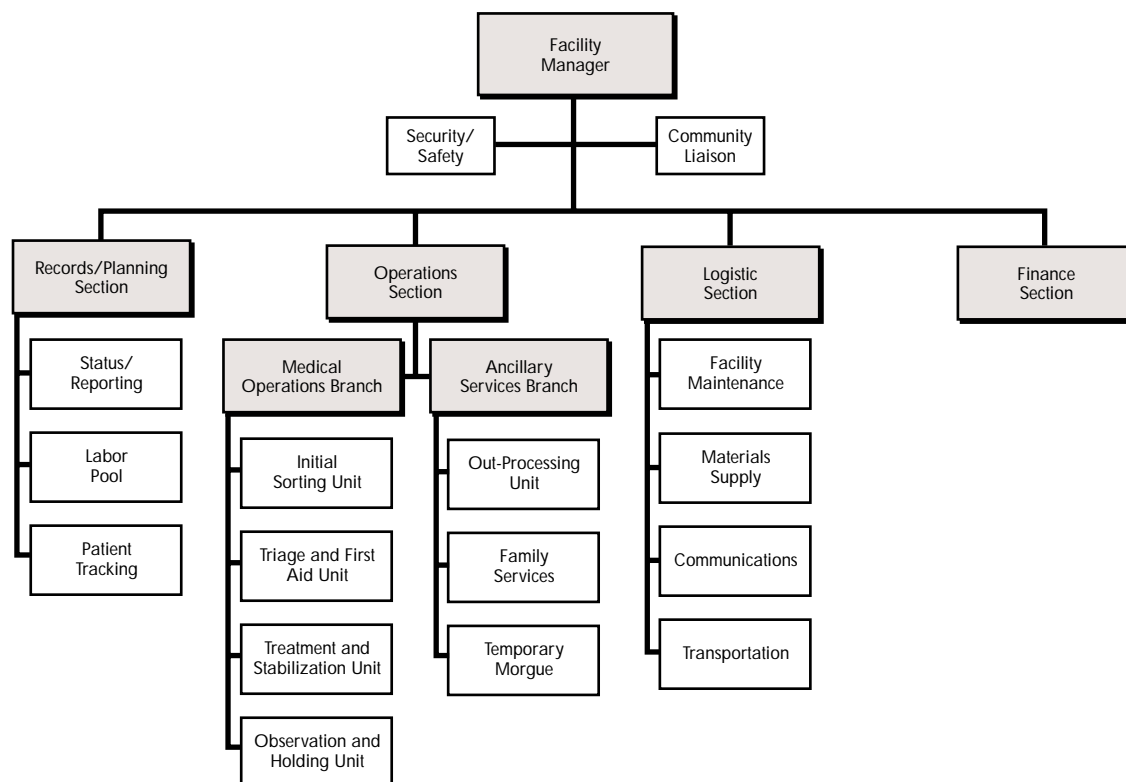 Facility
Manager
Security/
Safety
Community
Liaison
Records/Planning
Section
Operations
Section
Logistic
Section
Finance
Section
Status/
Reporting
Labor
Pool
Patient
Tracking
Medical
Operations Branch
Ancillary
Services Branch
Initial
Sorting Unit
Triage and First
Aid Unit
Treatment and
Stabilization Unit
Observation and
Holding Unit
Out-Processing
Unit
Family
Services
Temporary
Morgue
Facility
Maintenance
Materials
Supply
Communications
Transportation